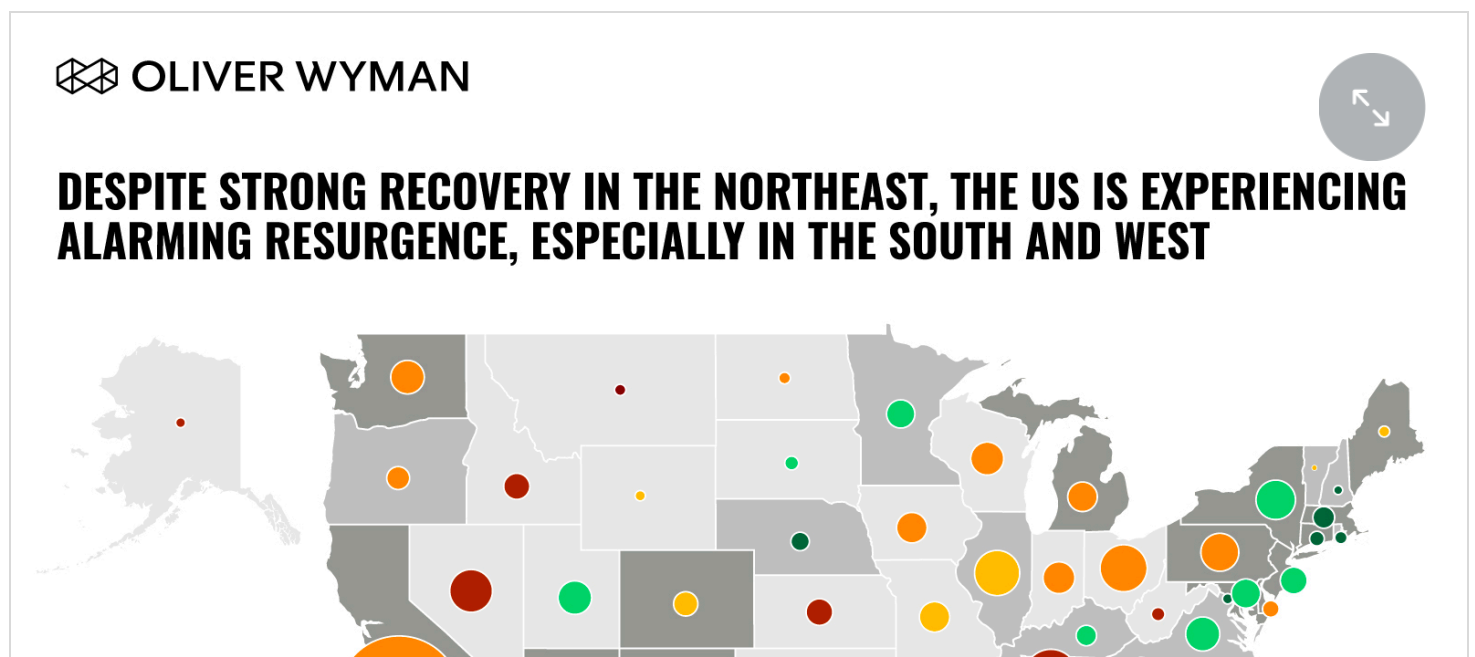 OLIVER WYMAN
DESPITE STRONG RECOVERY IN THE NORTHEAST, THE US IS EXPERIENCING
ALARMING RESURGENCE, ESPECIALLY IN THE SOUTH AND WEST